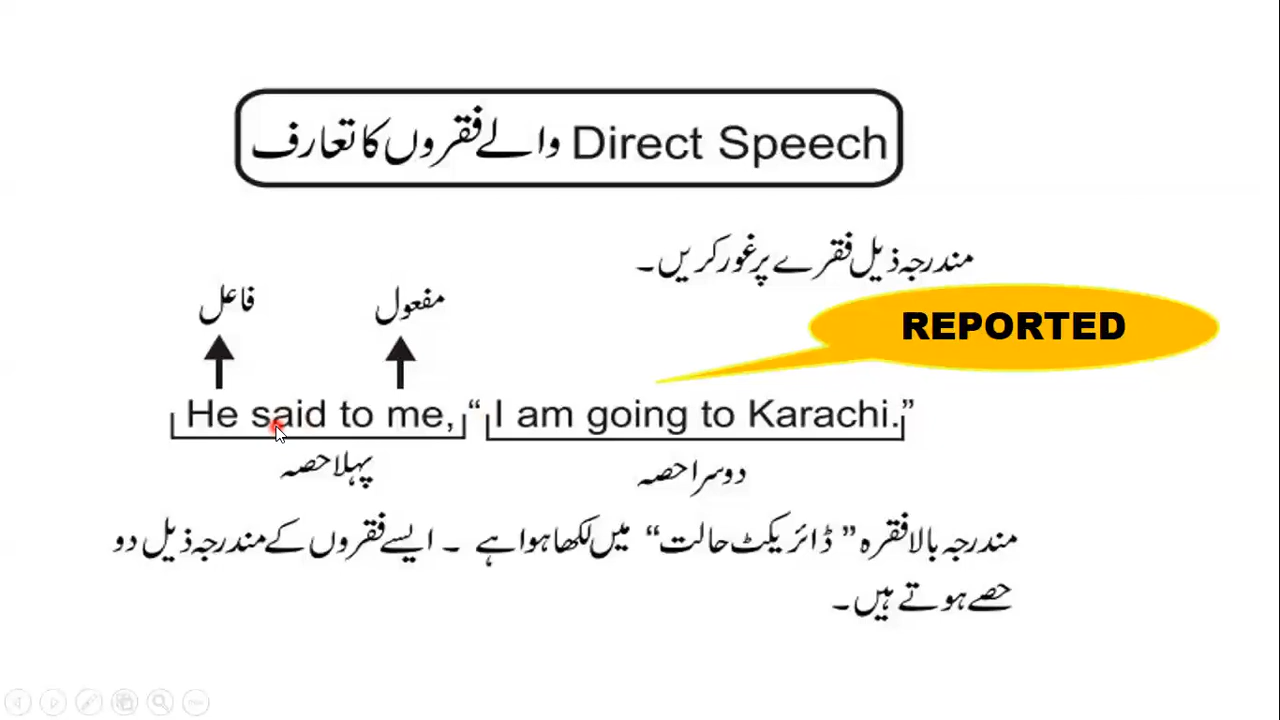 Direct Speech والے فقروں کا تعارف
مندرجہ ذیل فقرے پر غور کریں۔
فاعل مفعول
REPORTED
He said to me, “I am going to Karachi.”
پہلا حصہ دوسرا حصہ
مندرجہ بالا فقرہ ”ڈائریکٹ حالت“ میں لکھا ہوا ہے ۔ ایسے فقروں کے مندرجہ ذیل دو
حصے ہوتے ہیں۔